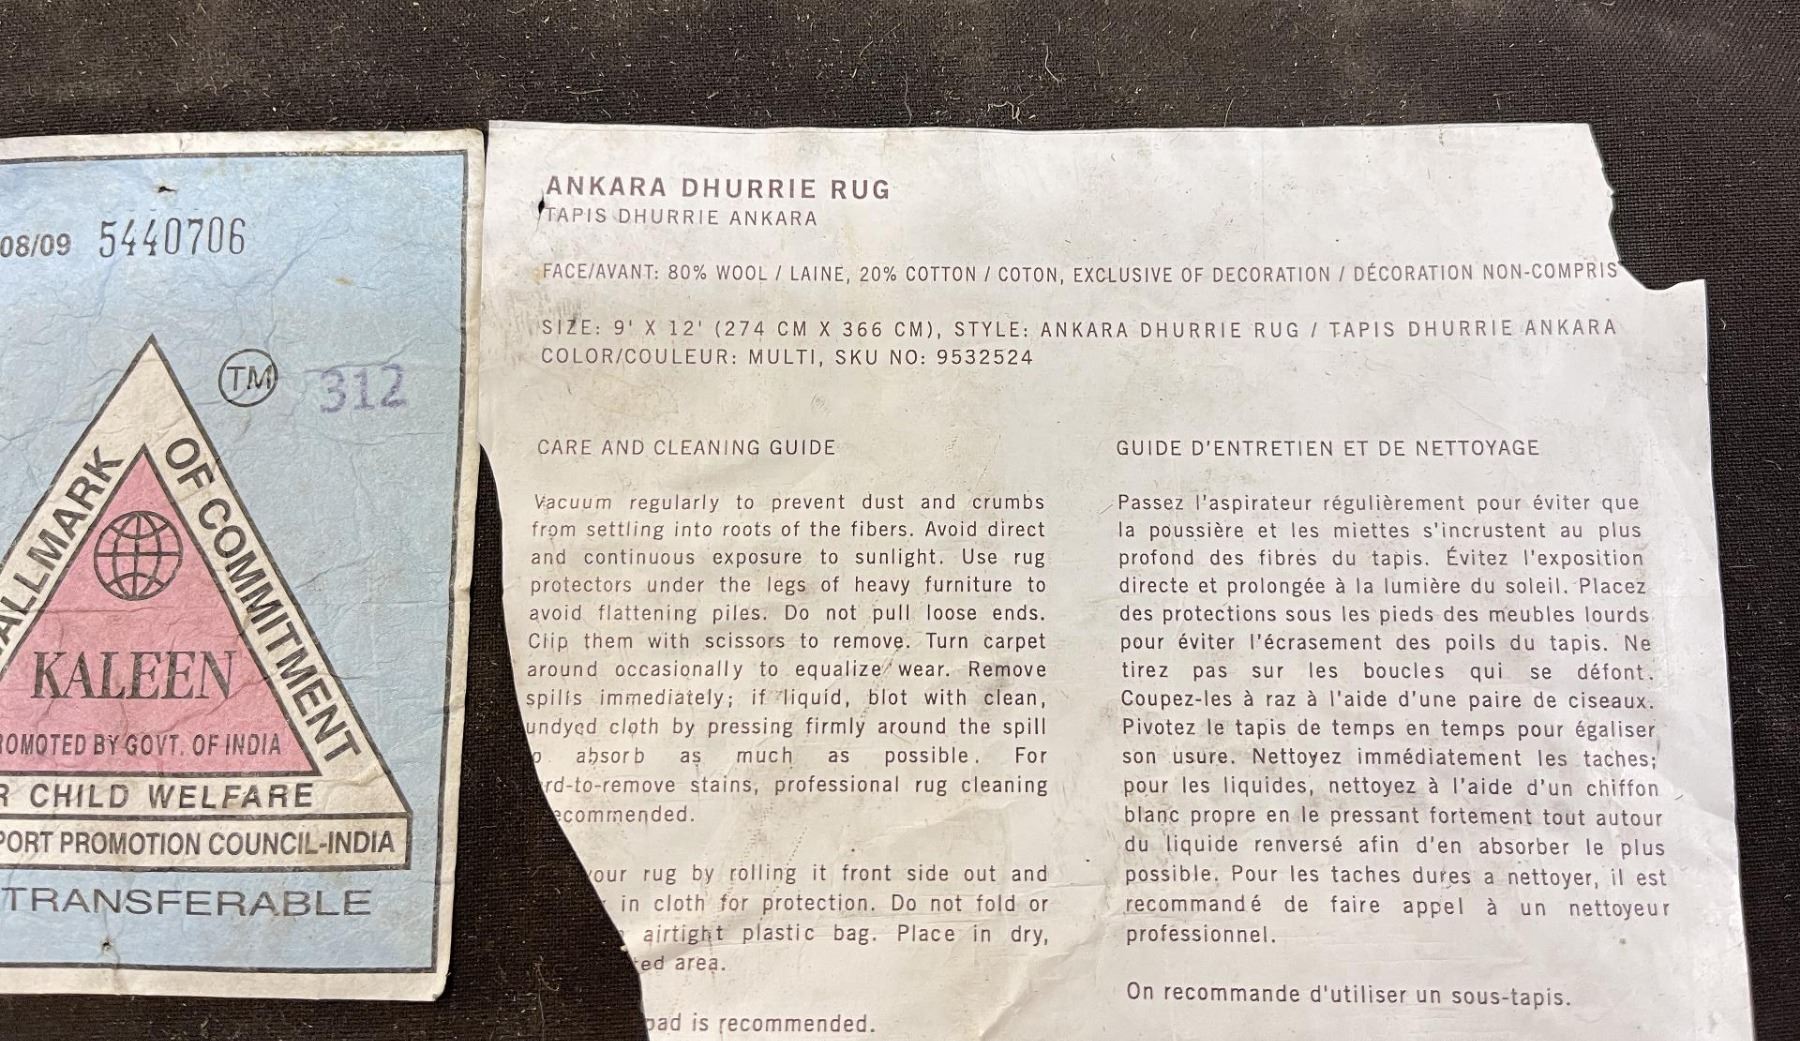 08/09 5440706
TM 312
ALLMARK OF COMMITMENT
KALEEN
ROMOTED BY GOVT. OF INDIA
R CHILD WELFARE
PORT PROMOTION COUNCIL-INDIA
TRANSFERABLE
ANKARA DHURRIE RUG
TAPIS DHURRIE ANKARA
FACE/AVANT: 80% WOOL / LAINE, 20% COTTON / COTON, EXCLUSIVE OF DECORATION / DÉCORATION NON-COMPRIS
SIZE: 9' X 12' (274 CM X 366 CM), STYLE: ANKARA DHURRIE RUG / TAPIS DHURRIE ANKARA
COLOR/COULEUR: MULTI, SKU NO: 9532524
CARE AND CLEANING GUIDE
Vacuum regularly to prevent dust and crumbs
from settling into roots of the fibers. Avoid direct
and continuous exposure to sunlight. Use rug
protectors under the legs of heavy furniture to
avoid flattening piles. Do not pull loose ends.
Clip them with scissors to remove. Turn carpet
around occasionally to equalize wear. Remove
spills immediately; if liquid, blot with clean,
undyed cloth by pressing firmly around the spill
absorb as much as possible. For
rd-to-remove stains, professional rug cleaning
ecommended.
your rug by rolling it front side out and
in cloth for protection. Do not fold or
airtight plastic bag. Place in dry,
ted area.
pad is recommended.
GUIDE D'ENTRETIEN ET DE NETTOYAGE
Passez l'aspirateur régulièrement pour éviter que
la poussière et les miettes s'incrustent au plus
profond des fibres du tapis. Évitez l'exposition
directe et prolongée à la lumière du soleil. Placez
des protections sous les pieds des meubles lourds
pour éviter l'écrasement des poils du tapis. Ne
tirez pas sur les boucles qui se défont.
Coupez-les à raz à l'aide d'une paire de ciseaux.
Pivotez le tapis de temps en temps pour égaliser
son usure. Nettoyez immédiatement les taches;
pour les liquides, nettoyez à l'aide d'un chiffon
blanc propre en le pressant fortement tout autour
du liquide renversé afin d'en absorber le plus
possible. Pour les taches dures a nettoyer, il est
recommandé de faire appel à un nettoyeur
professionnel.
On recommande d'utiliser un sous-tapis.